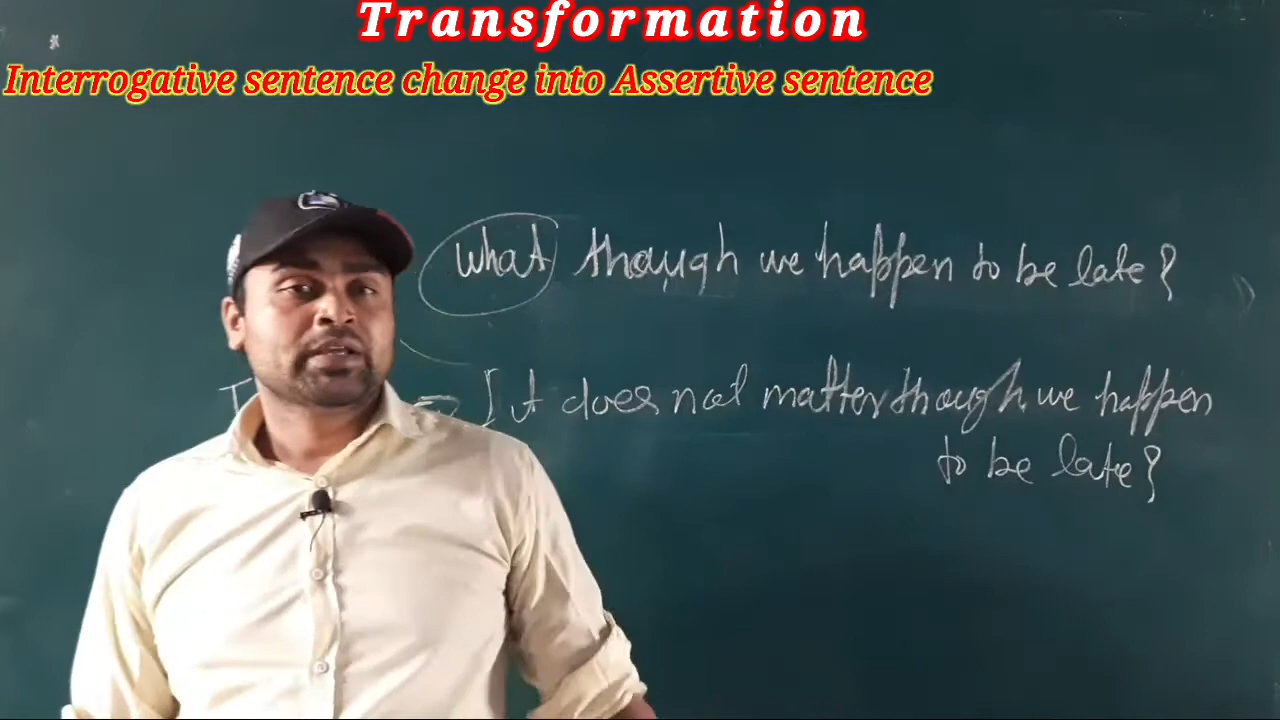 Transformation
Interrogative sentence change into Assertive sentence
What though we happen to be late?
It does not matter though we happen
to be late?